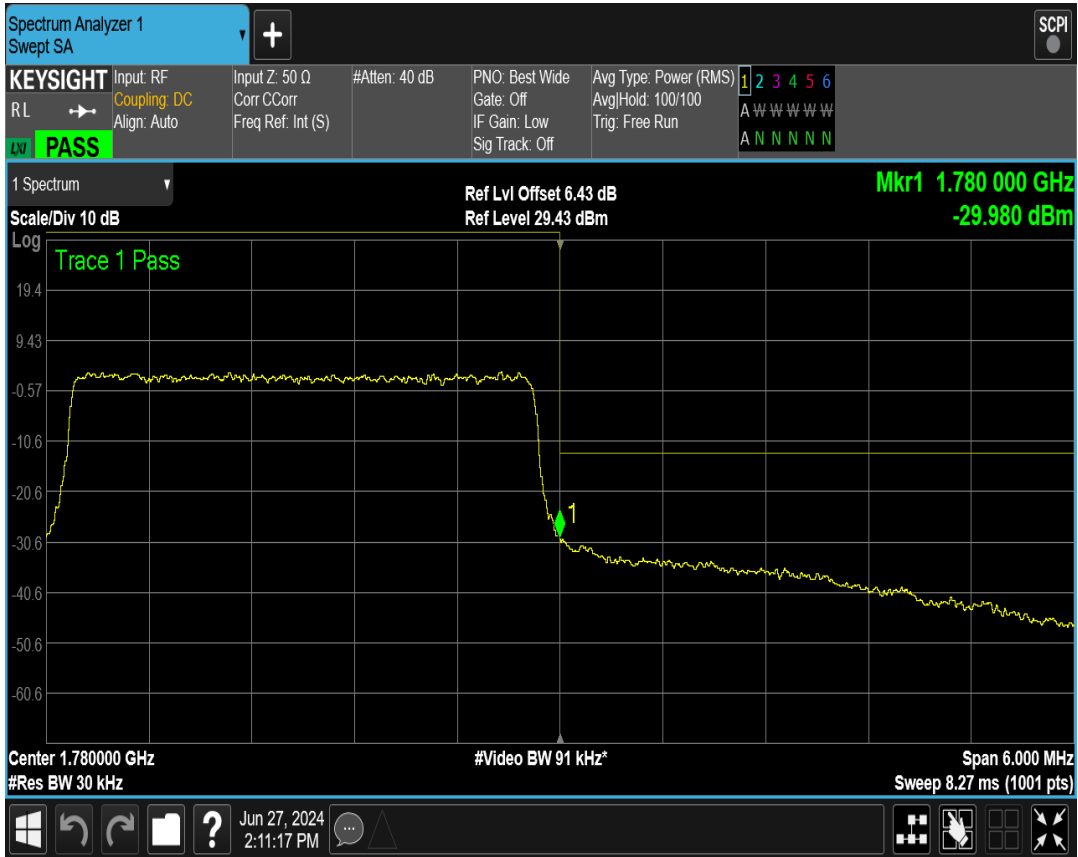 Spectrum Analyzer 1
Swept SA
SCPI
KEYSIGHT
RL
LXI PASS
Input: RF
Coupling: DC
Align: Auto
Input Z: 50 Ω
Corr CCorr
Freq Ref: Int (S)
#Atten: 40 dB
PNO: Best Wide
Gate: Off
IF Gain: Low
Sig Track: Off
Avg Type: Power (RMS)
Avg|Hold: 100/100
Trig: Free Run
1 2 3 4 5 6
A W W W W W
A N N N N N
1 Spectrum
Scale/Div 10 dB
Ref Lvl Offset 6.43 dB
Ref Level 29.43 dBm
Mkr1 1.780 000 GHz
-29.980 dBm
Log
Trace 1 Pass
19.4
9.43
-0.57
-10.6
-20.6
1
-30.6
-40.6
-50.6
-60.6
Center 1.780000 GHz
#Video BW 91 kHz*
Span 6.000 MHz
#Res BW 30 kHz
Sweep 8.27 ms (1001 pts)
?
Jun 27, 2024
2:11:17 PM